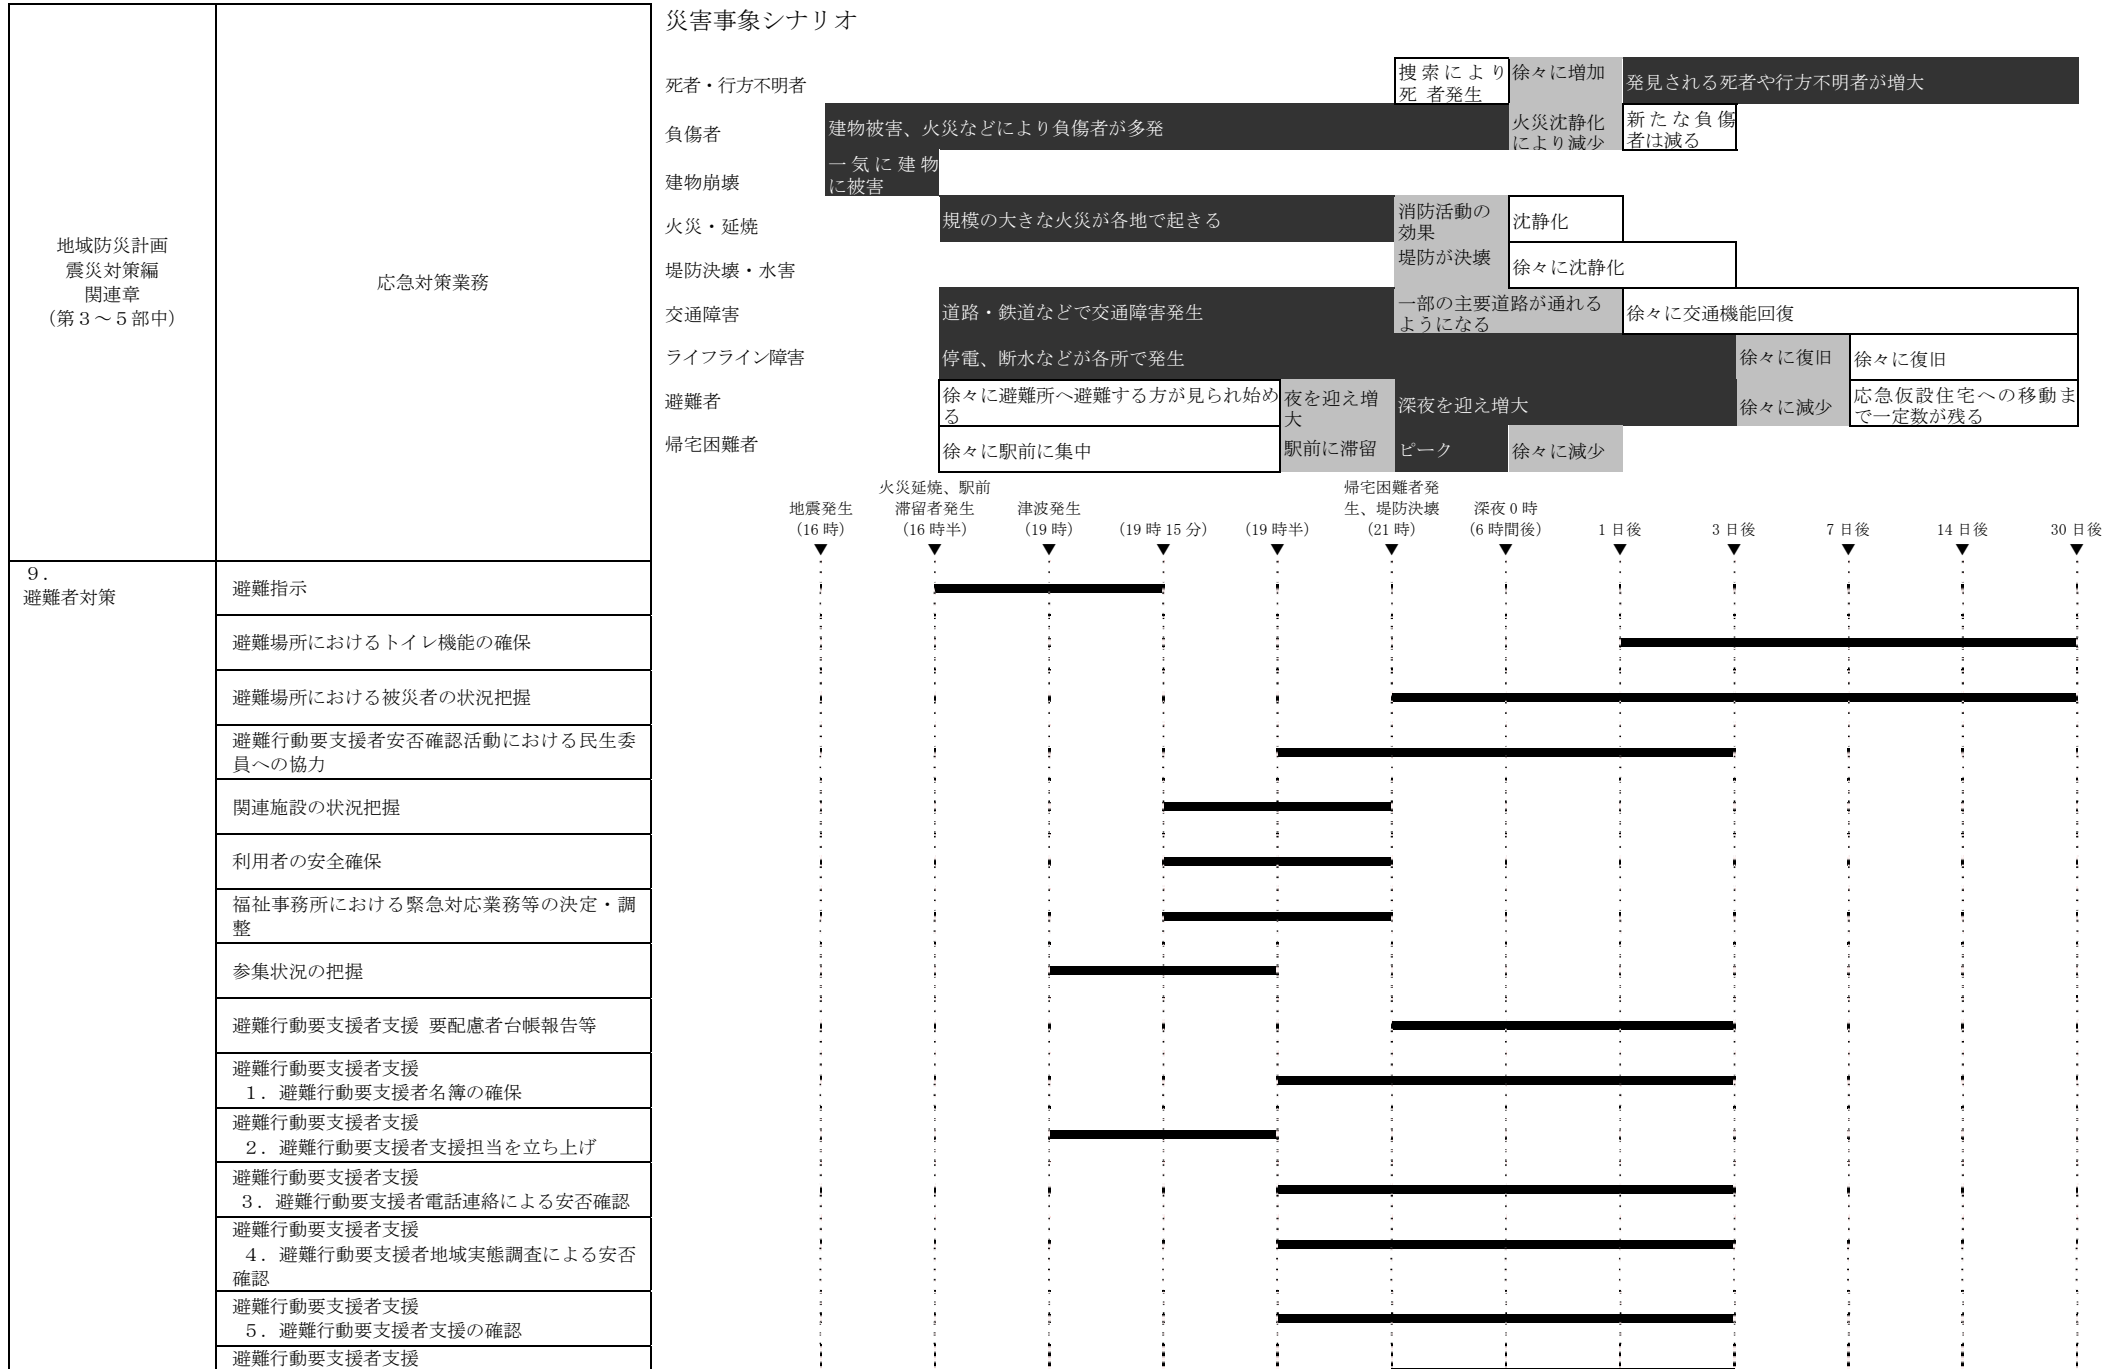 災害事象シナリオ
地域防災計画
震災対策編
関連章
（第３～５部中）
応急対策業務
死者・行方不明者
捜索により
死 者発生
徐々に増加
発見される死者や行方不明者が増大
負傷者
建物被害、火災などにより負傷者が多発
火災沈静化
により減少
新たな負傷
者は減る
建物崩壊
一気に建物
に被害
火災・延焼
規模の大きな火災が各地で起きる
消防活動の
効果
沈静化
堤防決壊・水害
堤防が決壊
徐々に沈静化
交通障害
道路・鉄道などで交通障害発生
一部の主要道路が通れる
ようになる
徐々に交通機能回復
ライフライン障害
停電、断水などが各所で発生
徐々に復旧
徐々に復旧
避難者
徐々に避難所へ避難する方が見られ始め
る
夜を迎え増
大
深夜を迎え増大
徐々に減少
応急仮設住宅への移動ま
で一定数が残る
帰宅困難者
徐々に駅前に集中
駅前に滞留
ピーク
徐々に減少
地震発生
（16 時）
火災延焼、駅前
滞留者発生
（16 時半）
津波発生
（19 時）
（19 時 15 分）
（19 時半）
帰宅困難者発
生、堤防決壊
（21 時）
深夜 0 時
（6 時間後）
1 日後
3 日後
7 日後
14 日後
30 日後
９．
避難者対策
避難指示
避難場所におけるトイレ機能の確保
避難場所における被災者の状況把握
避難行動要支援者安否確認活動における民生委
員への協力
関連施設の状況把握
利用者の安全確保
福祉事務所における緊急対応業務等の決定・調
整
参集状況の把握
避難行動要支援者支援 要配慮者台帳報告等
避難行動要支援者支援
１．避難行動要支援者名簿の確保
避難行動要支援者支援
２．避難行動要支援者支援担当を立ち上げ
避難行動要支援者支援
３．避難行動要支援者電話連絡による安否確認
避難行動要支援者支援
４．避難行動要支援者地域実態調査による安否
確認
避難行動要支援者支援
５．避難行動要支援者支援の確認
避難行動要支援者支援